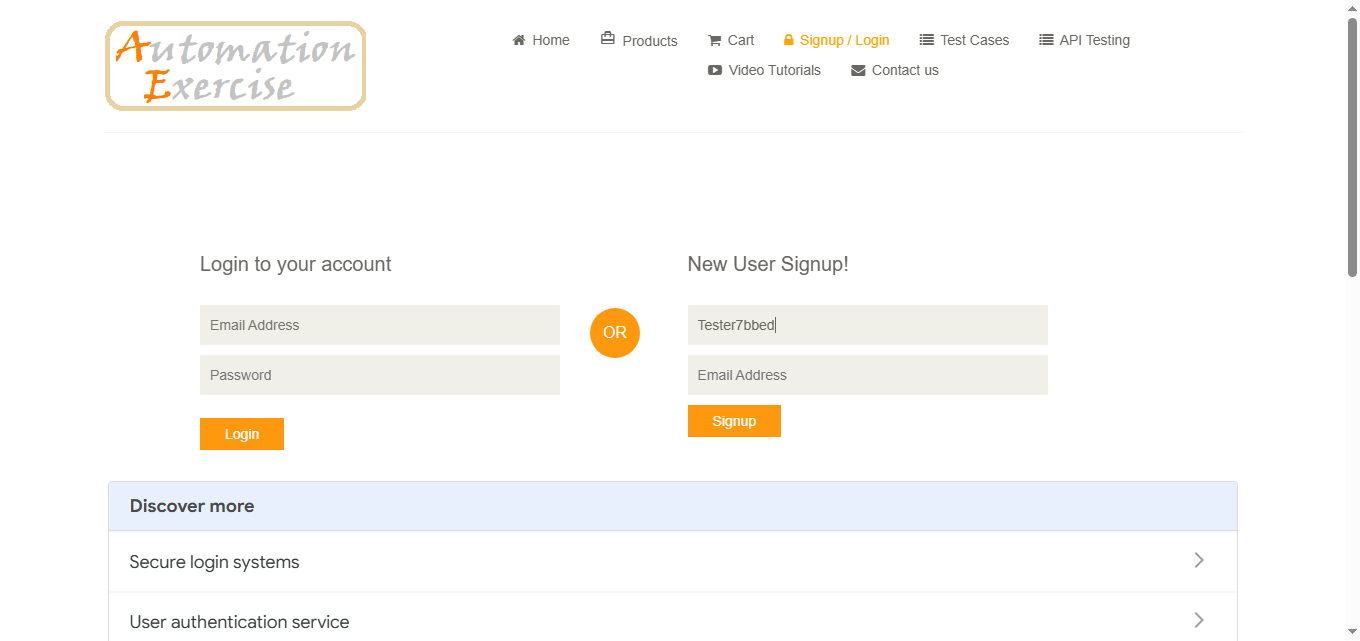 Automation
Exercise
Home Products Cart Signup / Login Test Cases API Testing
Video Tutorials Contact us
Login to your account
Email Address
Password
Login
OR
New User Signup!
Tester7bbed
Email Address
Signup
Discover more
Secure login systems
User authentication service